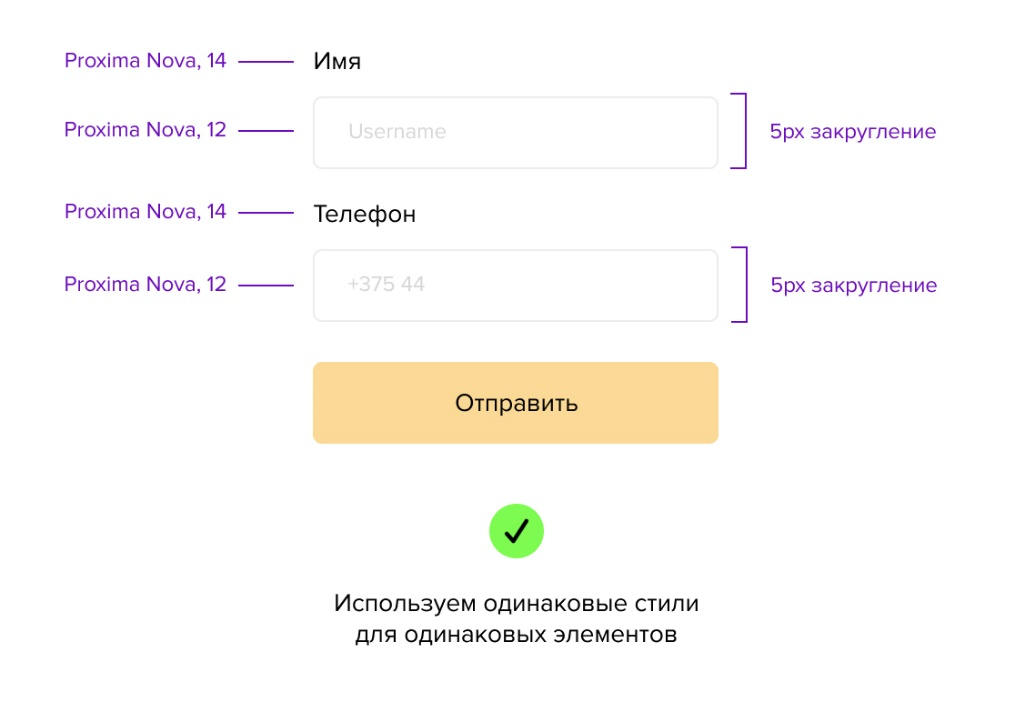 Proxima Nova, 14
Имя
Proxima Nova, 12
Username
5px закругление
Proxima Nova, 14
Телефон
Proxima Nova, 12
+375 44
5px закругление
Отправить
Используем одинаковые стили
для одинаковых элементов